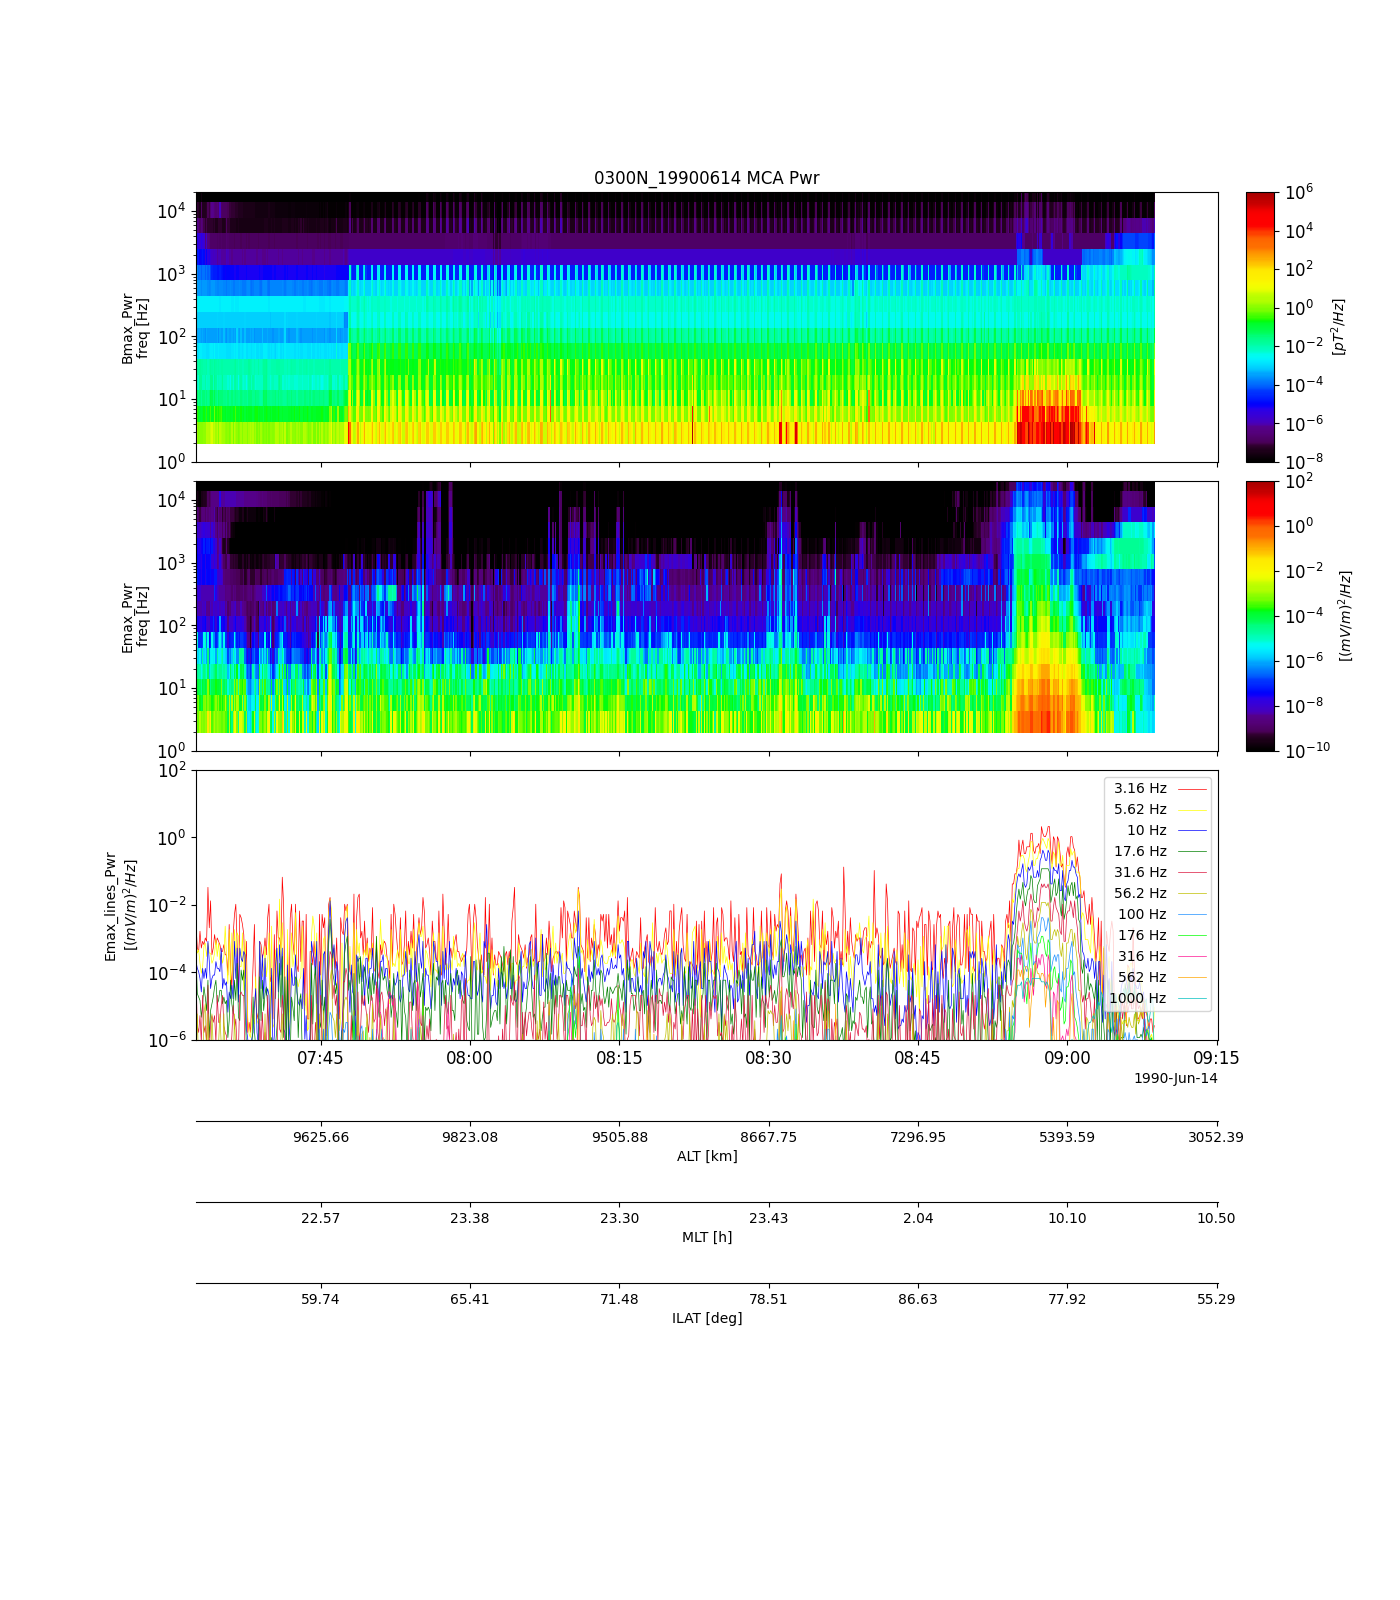 0300N_19900614 MCA Pwr
10^4
10^3
10^2
10^1
10^0
Bmax_Pwr
freq [Hz]
10^6
10^4
10^2
10^0
10^-2
10^-4
10^-6
10^-8
[pT^2/Hz]
10^4
10^3
10^2
10^1
10^0
Emax_Pwr
freq [Hz]
10^2
10^0
10^-2
10^-4
10^-6
10^-8
10^-10
[(mV/m)^2/Hz]
10^2
10^0
10^-2
10^-4
10^-6
Emax_lines_Pwr
[(mV/m)^2/Hz]
3.16 Hz
5.62 Hz
10 Hz
17.6 Hz
31.6 Hz
56.2 Hz
100 Hz
176 Hz
316 Hz
562 Hz
1000 Hz
07:45 08:00 08:15 08:30 08:45 09:00 09:15
1990-Jun-14
9625.66 9823.08 9505.88 8667.75 7296.95 5393.59 3052.39
ALT [km]
22.57 23.38 23.30 23.43 2.04 10.10 10.50
MLT [h]
59.74 65.41 71.48 78.51 86.63 77.92 55.29
ILAT [deg]